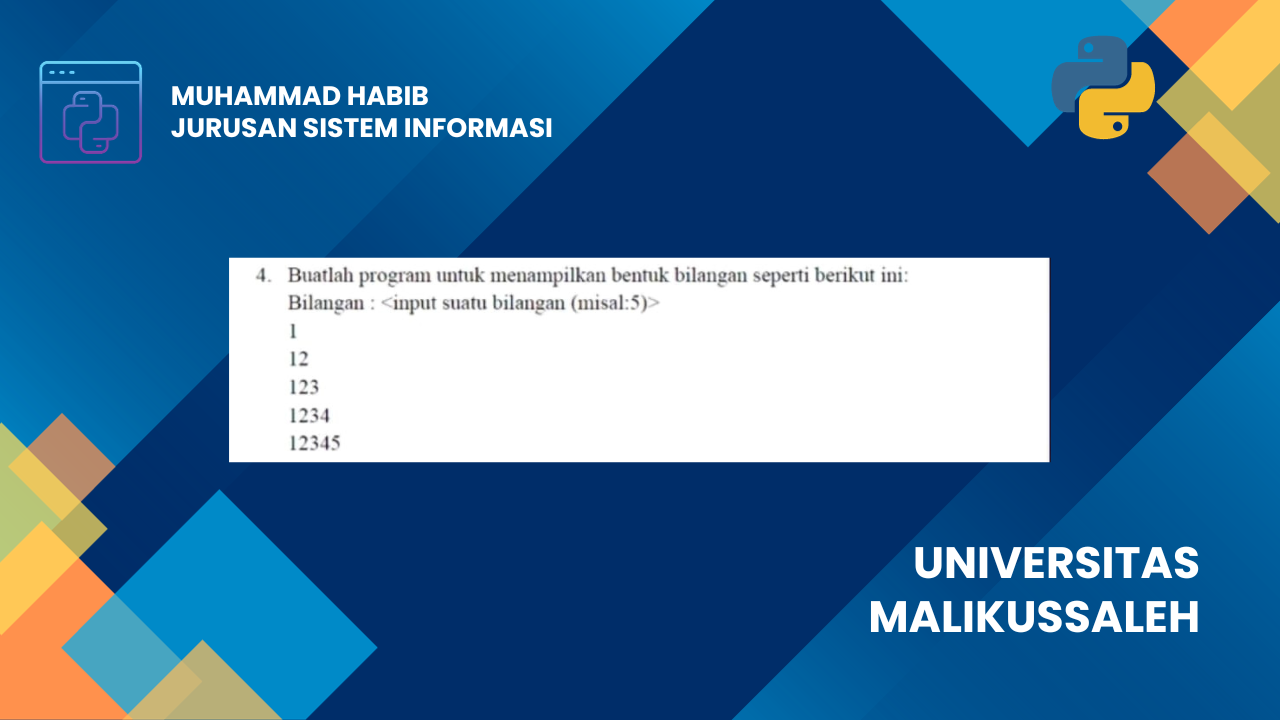 MUHAMMAD HABIB
JURUSAN SISTEM INFORMASI
4. Buatlah program untuk menampilkan bentuk bilangan seperti berikut ini:
Bilangan : <input suatu bilangan (misal:5)>
1
12
123
1234
12345
UNIVERSITAS
MALIKUSSALEH